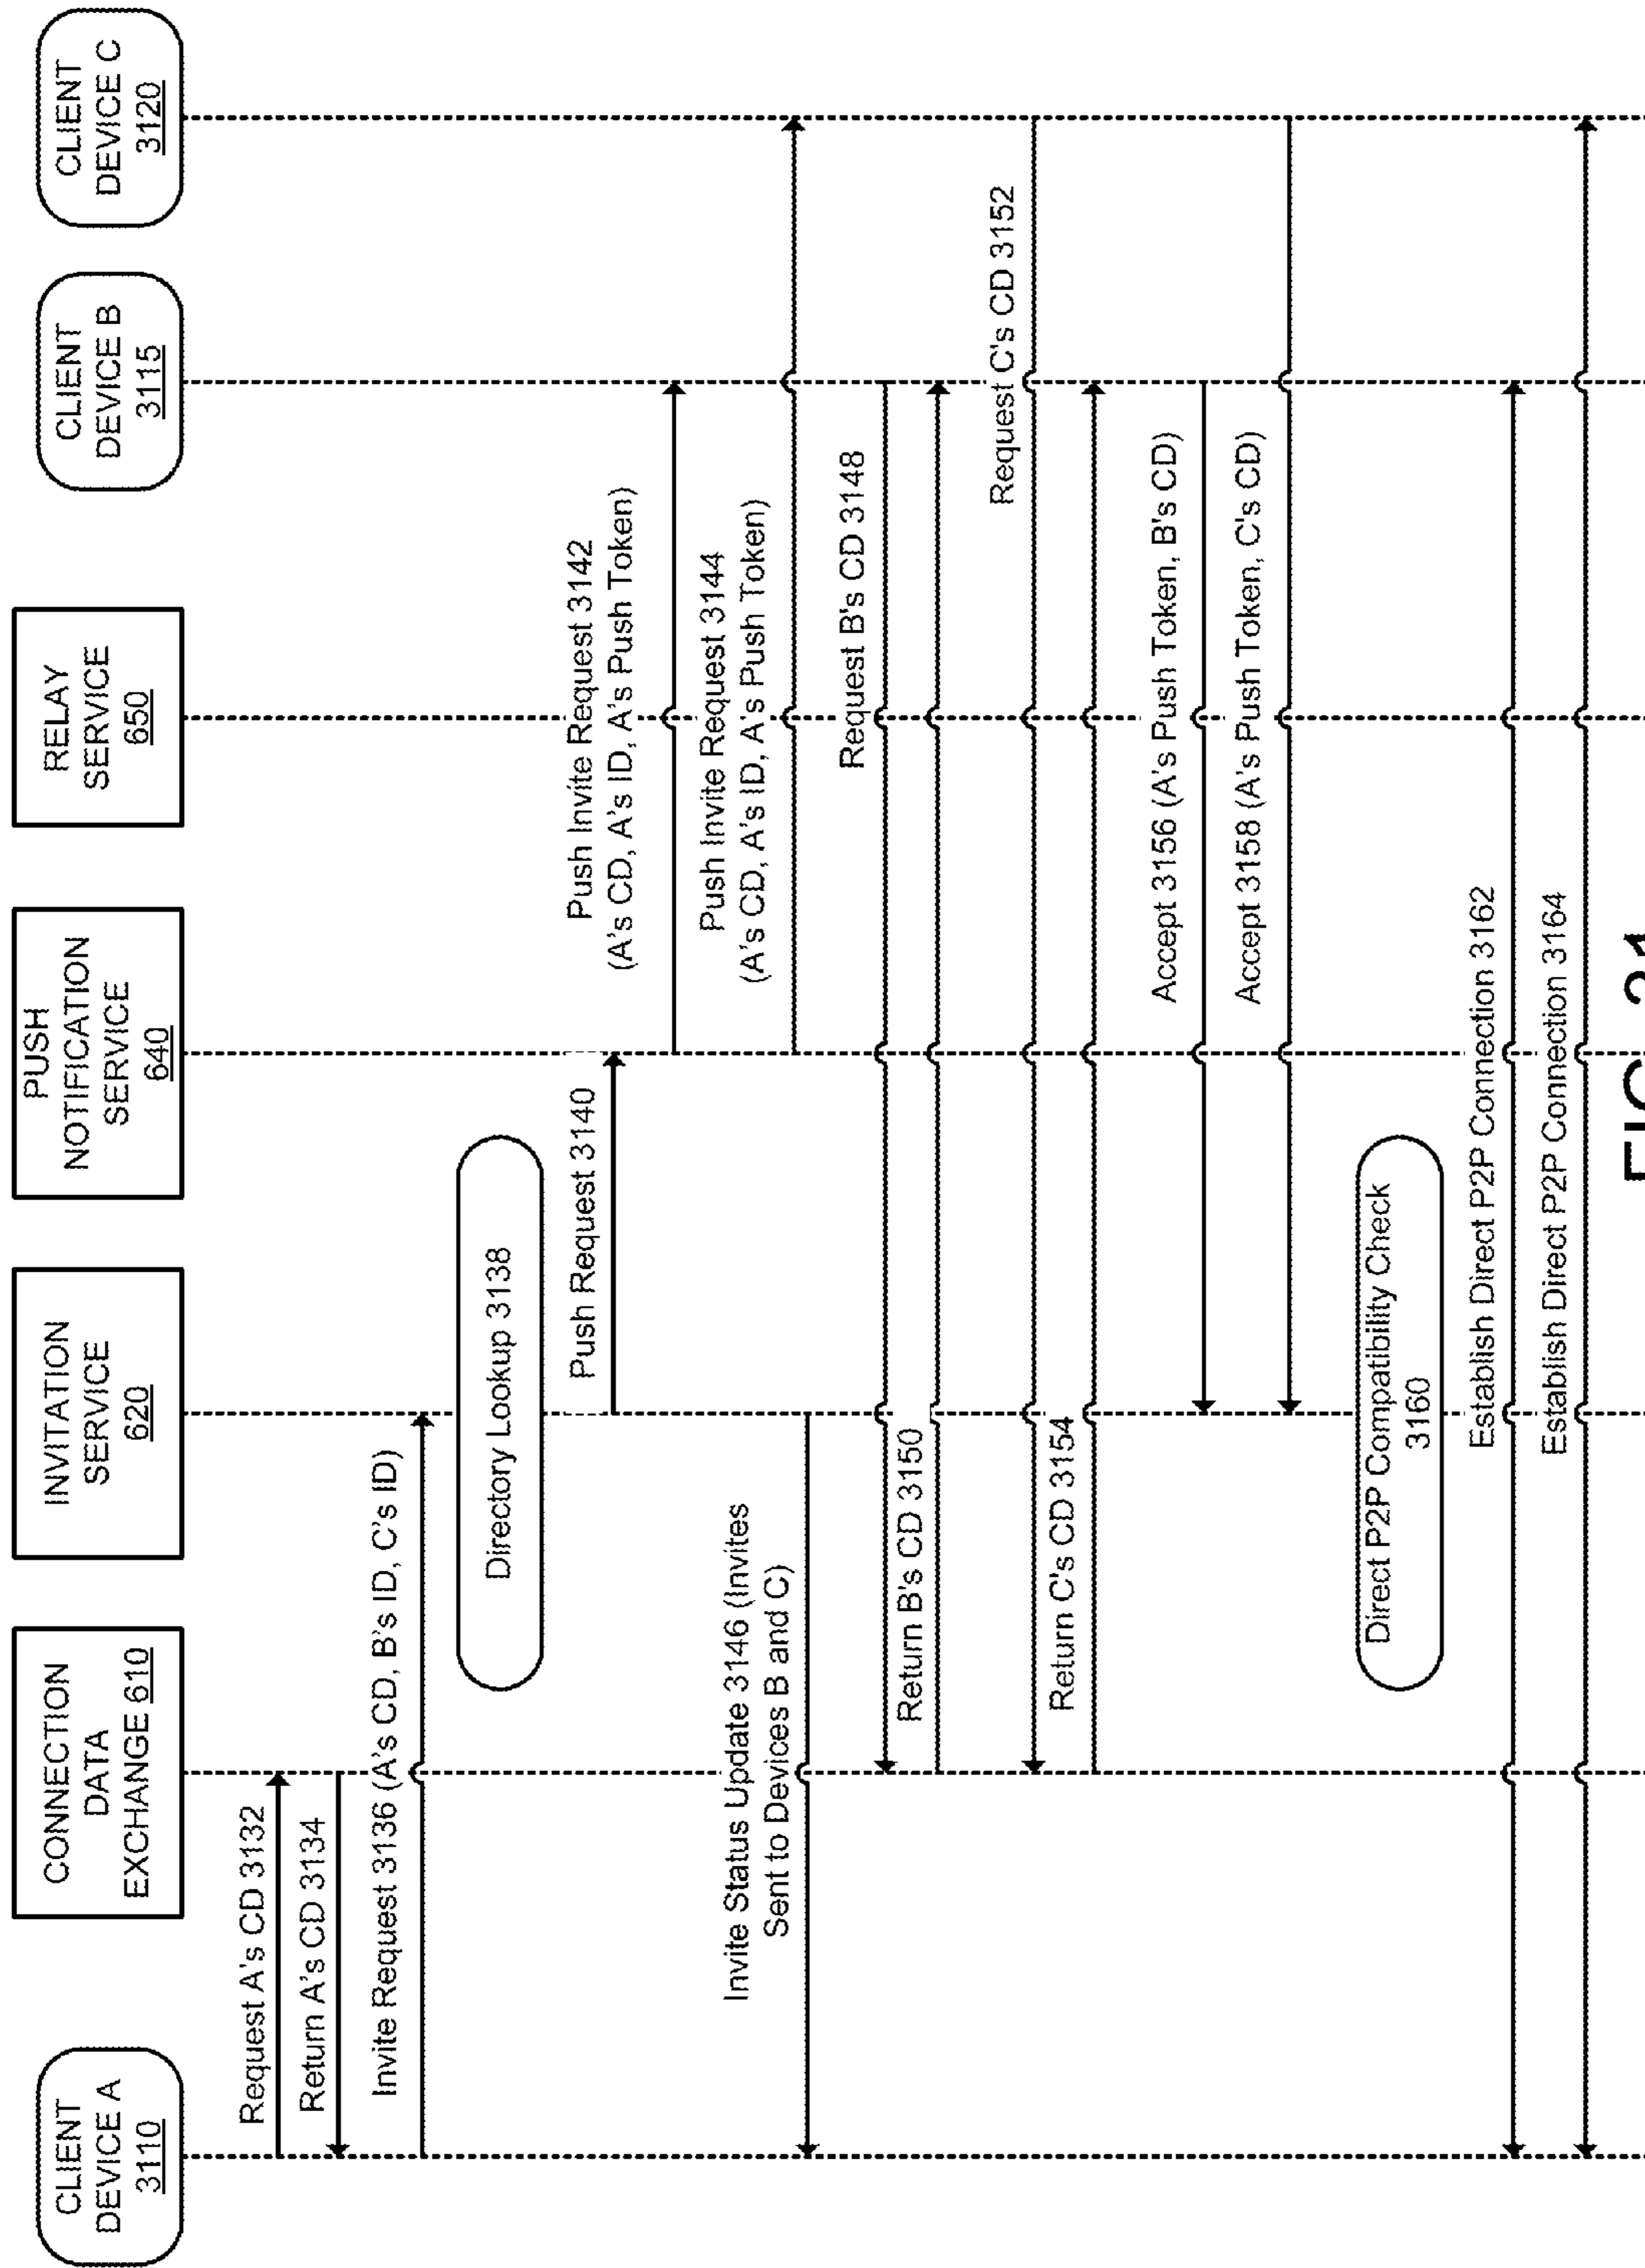 CLIENT
DEVICE A
3110
CONNECTION
DATA
EXCHANGE 610
INVITATION
SERVICE
620
PUSH
NOTIFICATION
SERVICE
640
RELAY
SERVICE
650
CLIENT
DEVICE B
3115
CLIENT
DEVICE C
3120
Request A's CD 3132
Return A's CD 3134
Invite Request 3136 (A's CD, B's ID, C's ID)
Directory Lookup 3138
Push Request 3140
Push Invite Request 3142
(A's CD, A's ID, A's Push Token)
Push Invite Request 3144
(A's CD, A's ID, A's Push Token)
Invite Status Update 3146 (Invites
Sent to Devices B and C)
Request B's CD 3148
Return B's CD 3150
Request C's CD 3152
Return C's CD 3154
Accept 3156 (A's Push Token, B's CD)
Accept 3158 (A's Push Token, C's CD)
Direct P2P Compatibility Check
3160
Establish Direct P2P Connection 3162
Establish Direct P2P Connection 3164
FIG. 31